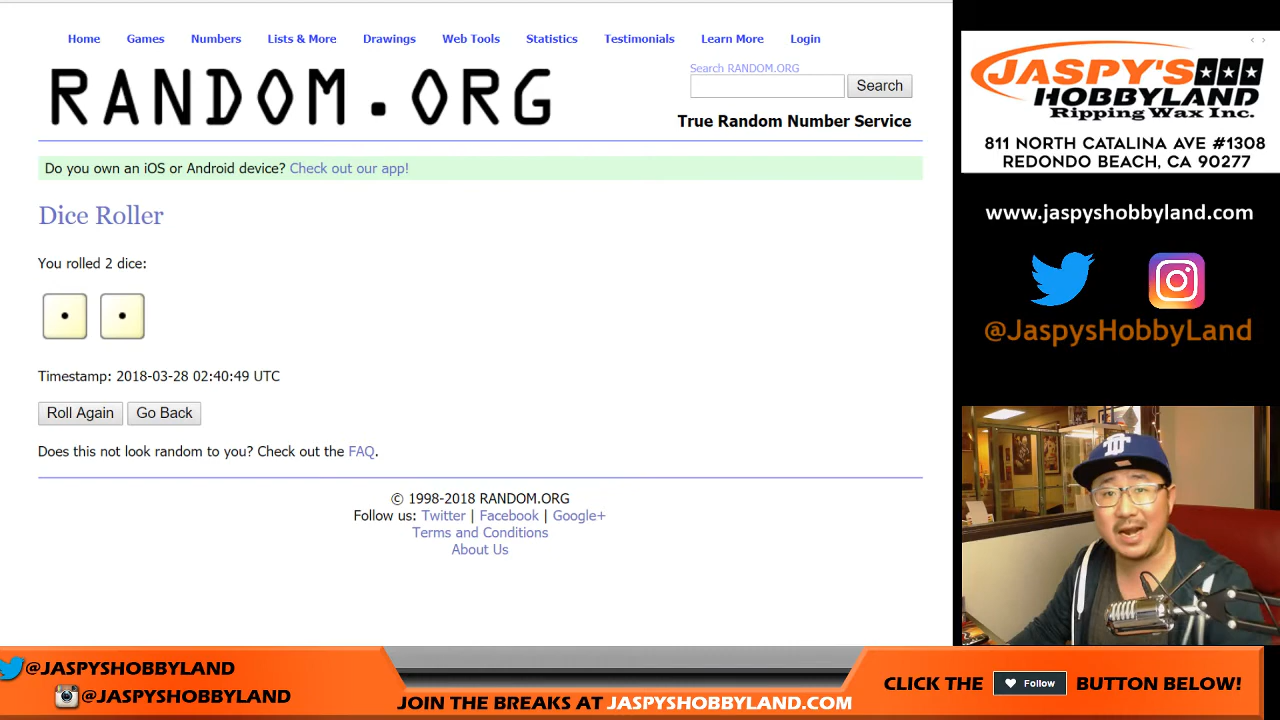 Home Games Numbers Lists & More Drawings Web Tools Statistics Testimonials Learn More Login
RANDOM.ORG
Search RANDOM.ORG
Search
True Random Number Service
Do you own an iOS or Android device? Check out our app!
Dice Roller
You rolled 2 dice:
Timestamp: 2018-03-28 02:40:49 UTC
Roll Again Go Back
Does this not look random to you? Check out the FAQ.
© 1998-2018 RANDOM.ORG
Follow us: Twitter | Facebook | Google+
Terms and Conditions
About Us
JASPY'S
HOBBYLAND
Ripping Wax Inc.
811 NORTH CATALINA AVE #1308
REDONDO BEACH, CA 90277
www.jaspyshobbyland.com
@JaspysHobbyLand
@JASPYSHOBBYLAND
@JASPYSHOBBYLAND
JOIN THE BREAKS AT JASPYSHOBBYLAND.COM
CLICK THE Follow BUTTON BELOW!